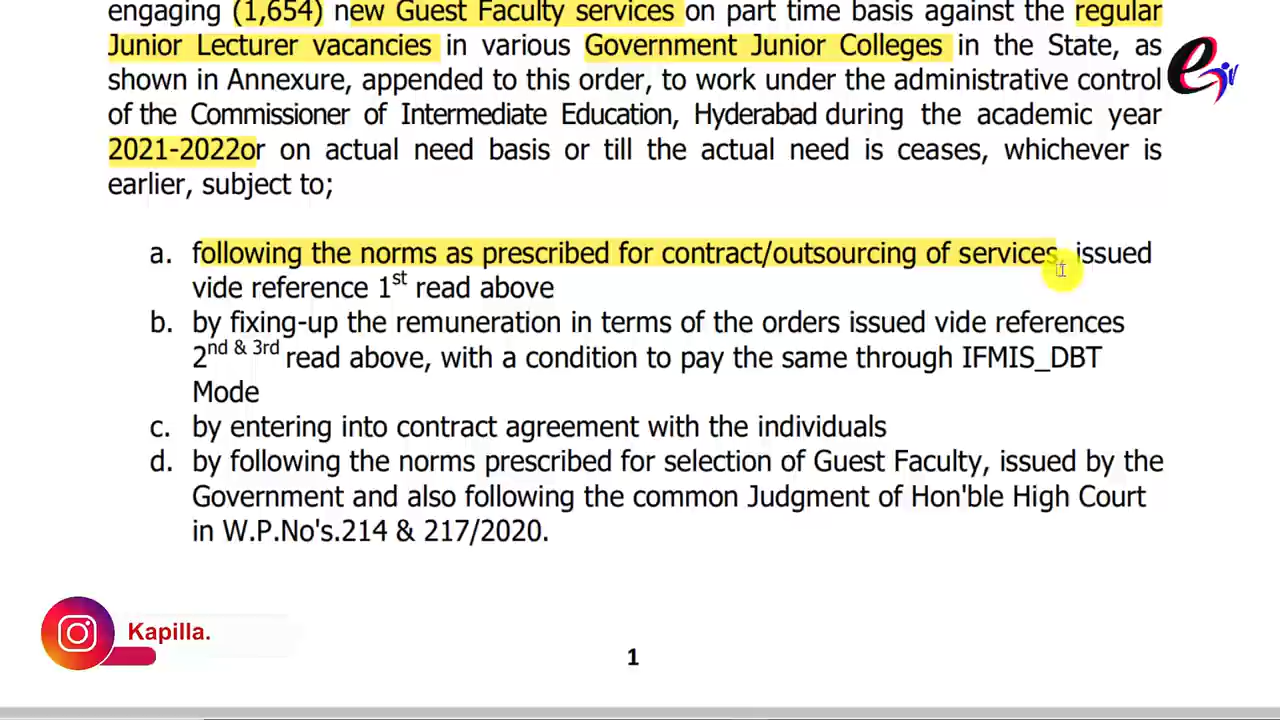 engaging (1,654) new Guest Faculty services on part time basis against the regular
Junior Lecturer vacancies in various Government Junior Colleges in the State, as
shown in Annexure, appended to this order, to work under the administrative control
of the Commissioner of Intermediate Education, Hyderabad during the academic year
2021-2022or on actual need basis or till the actual need is ceases, whichever is
earlier, subject to;
a. following the norms as prescribed for contract/outsourcing of services, issued
vide reference 1st read above
b. by fixing-up the remuneration in terms of the orders issued vide references
2nd & 3rd read above, with a condition to pay the same through IFMIS_DBT
Mode
c. by entering into contract agreement with the individuals
d. by following the norms prescribed for selection of Guest Faculty, issued by the
Government and also following the common Judgment of Hon'ble High Court
in W.P.No's.214 & 217/2020.
Kapilla.
1